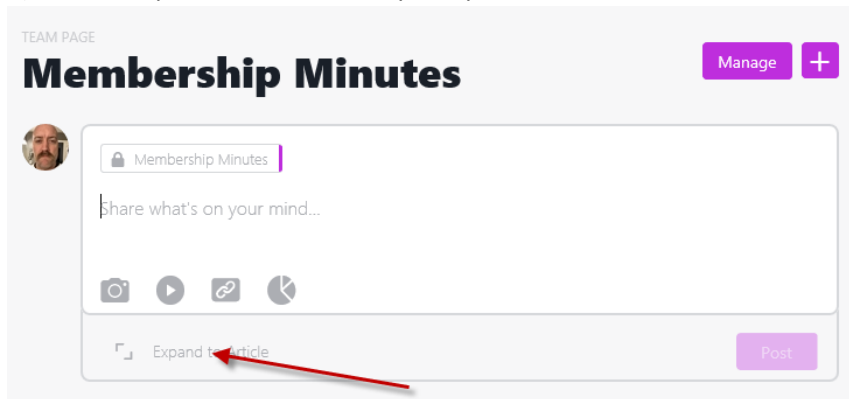 TEAM PAGE
Membership Minutes
Manage
Membership Minutes
Share what's on your mind...
Expand to Article
Post